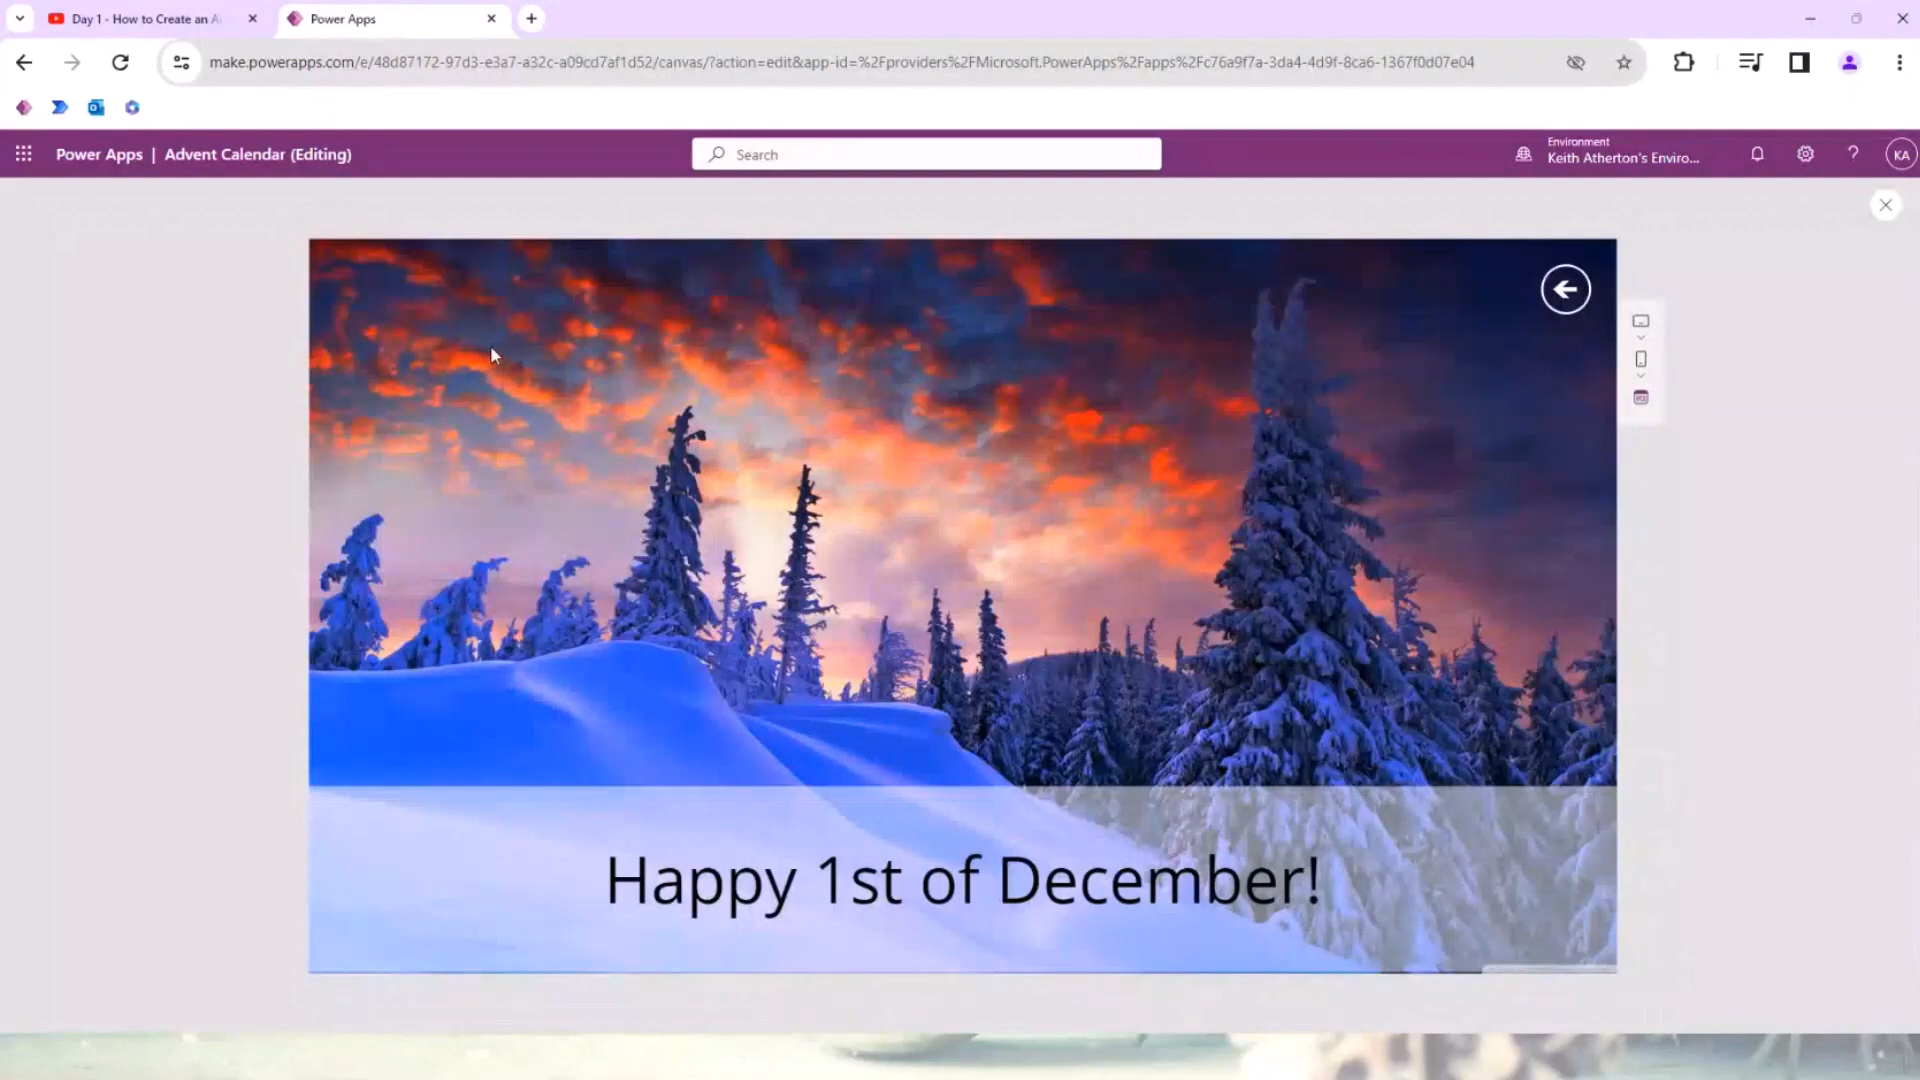 Day 1 - How to Create an A
Power Apps
make.powerapps.com/e/48d87172-97d3-e3a7-a32c-a09cd7af1d52/canvas/?action=edit&app-id=%2Fproviders%2FMicrosoft.PowerApps%2Fapps%2Fc76a9f7a-3da4-4d9f-8ca6-1367f0d07e04
Power Apps | Advent Calendar (Editing)
Search
Environment
Keith Atherton's Enviro...
?
KA
Happy 1st of December!